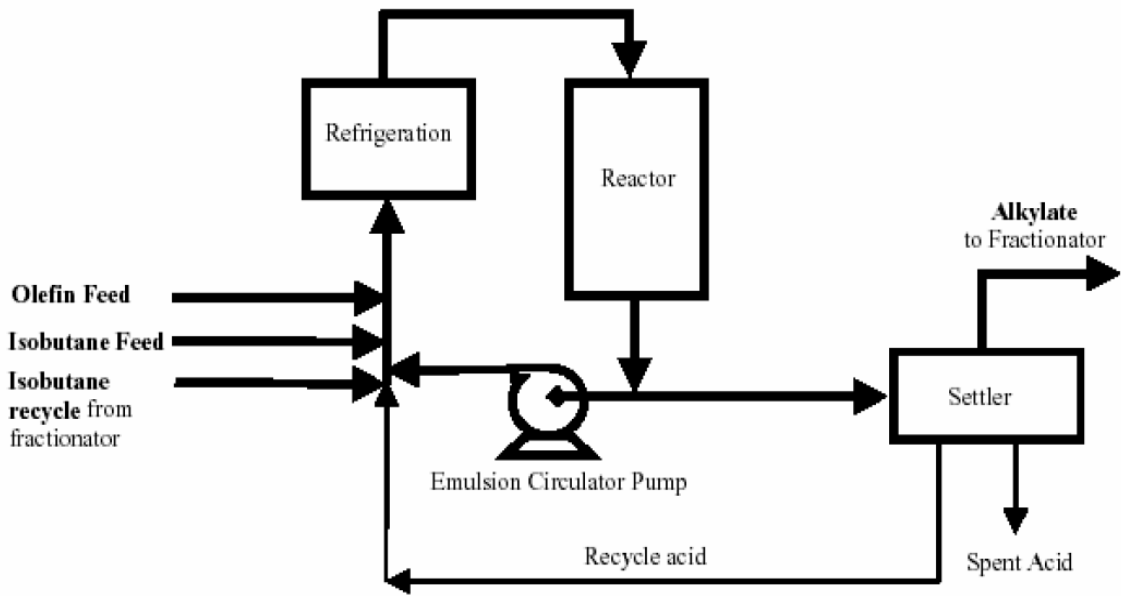 Refrigeration
Reactor
Alkylate
to Fractionator
Olefin Feed
Isobutane Feed
Isobutane
recycle from
fractionator
Settler
Emulsion Circulator Pump
Recycle acid
Spent Acid